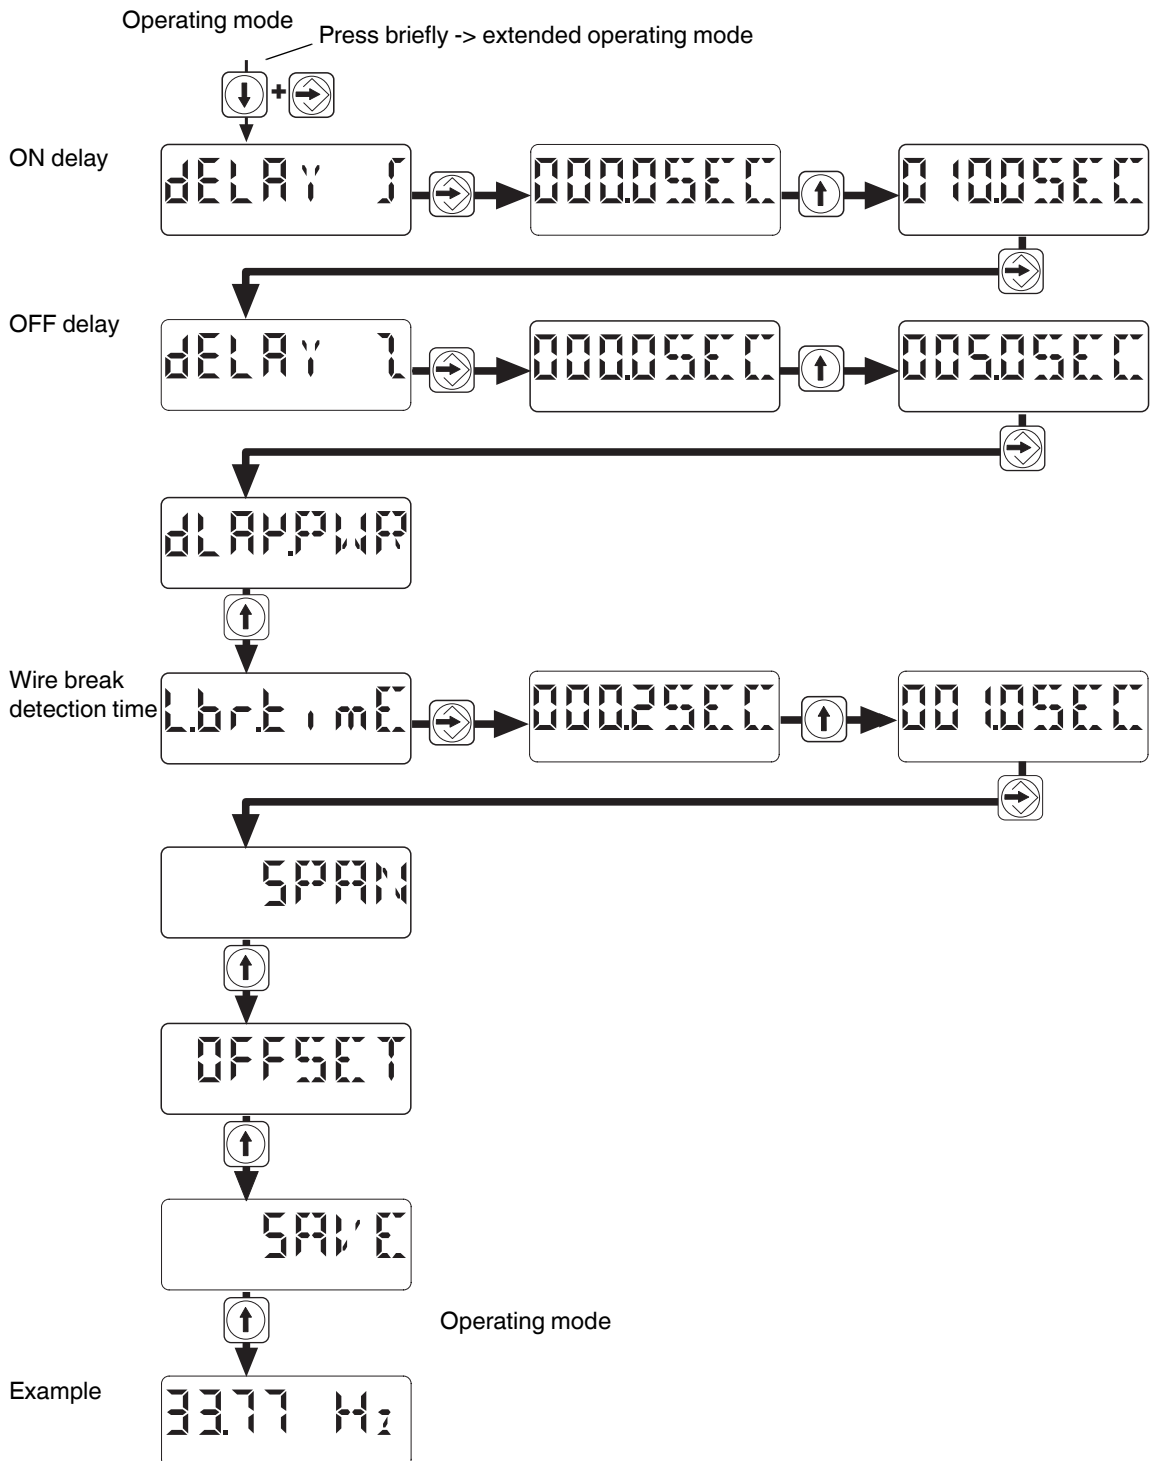 Operating mode
Press briefly -> extended operating mode
+
ON delay
dELAY ʃ
000.0SEC
010.0SEC
OFF delay
dELAY Ɩ
000.0SEC
005.0SEC
dLAY.PWR
Wire break
detection time
L.br.timE
000.2SEC
001.0SEC
SPAN
OFFSET
SAVE
Operating mode
Example
33.77 Hz